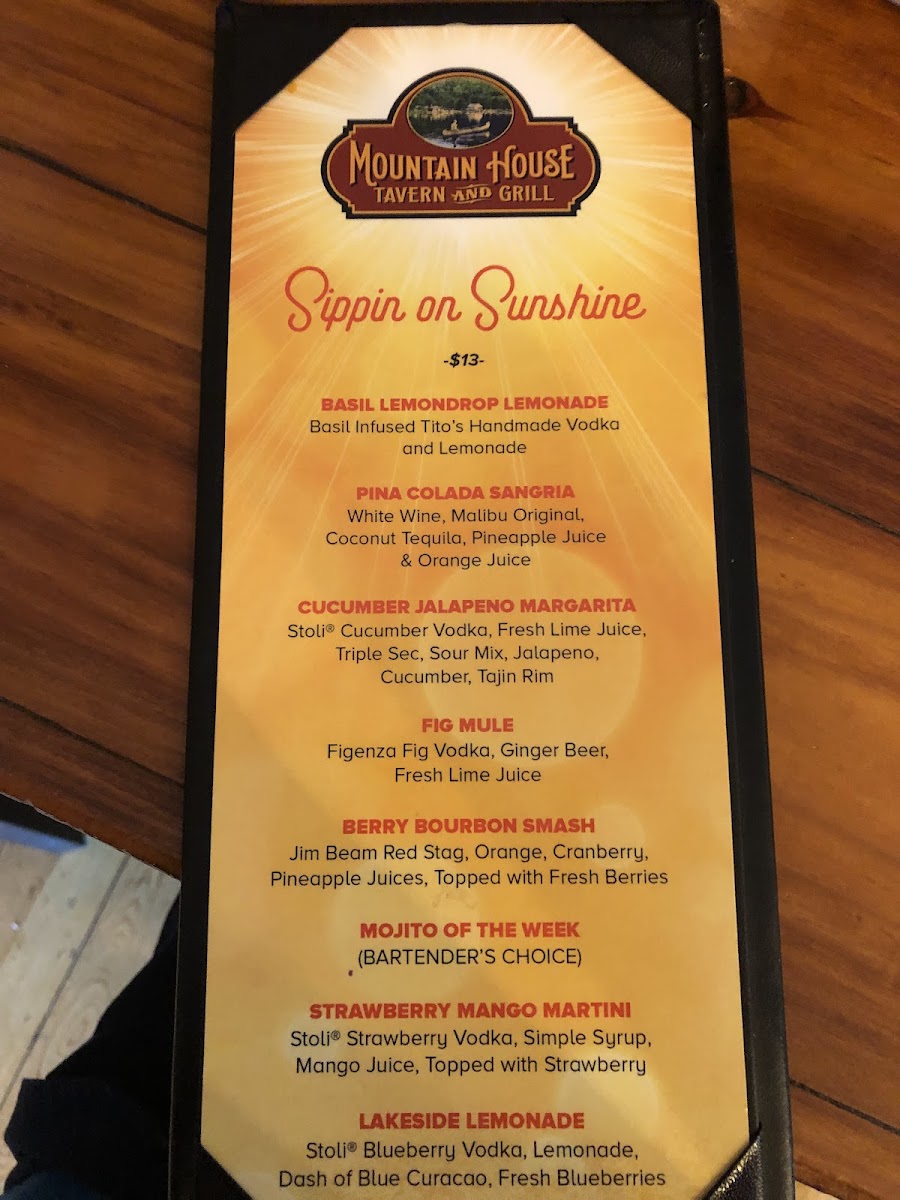 MOUNTAIN HOUSE
TAVERN AND GRILL
Sippin on Sunshine
-$13-
BASIL LEMONDROP LEMONADE
Basil Infused Tito's Handmade Vodka
and Lemonade
PINA COLADA SANGRIA
White Wine, Malibu Original,
Coconut Tequila, Pineapple Juice
& Orange Juice
CUCUMBER JALAPENO MARGARITA
Stoli® Cucumber Vodka, Fresh Lime Juice,
Triple Sec, Sour Mix, Jalapeno,
Cucumber, Tajin Rim
FIG MULE
Figenza Fig Vodka, Ginger Beer,
Fresh Lime Juice
BERRY BOURBON SMASH
Jim Beam Red Stag, Orange, Cranberry,
Pineapple Juices, Topped with Fresh Berries
MOJITO OF THE WEEK
(BARTENDER'S CHOICE)
STRAWBERRY MANGO MARTINI
Stoli® Strawberry Vodka, Simple Syrup,
Mango Juice, Topped with Strawberry
LAKESIDE LEMONADE
Stoli® Blueberry Vodka, Lemonade,
Dash of Blue Curacao, Fresh Blueberries